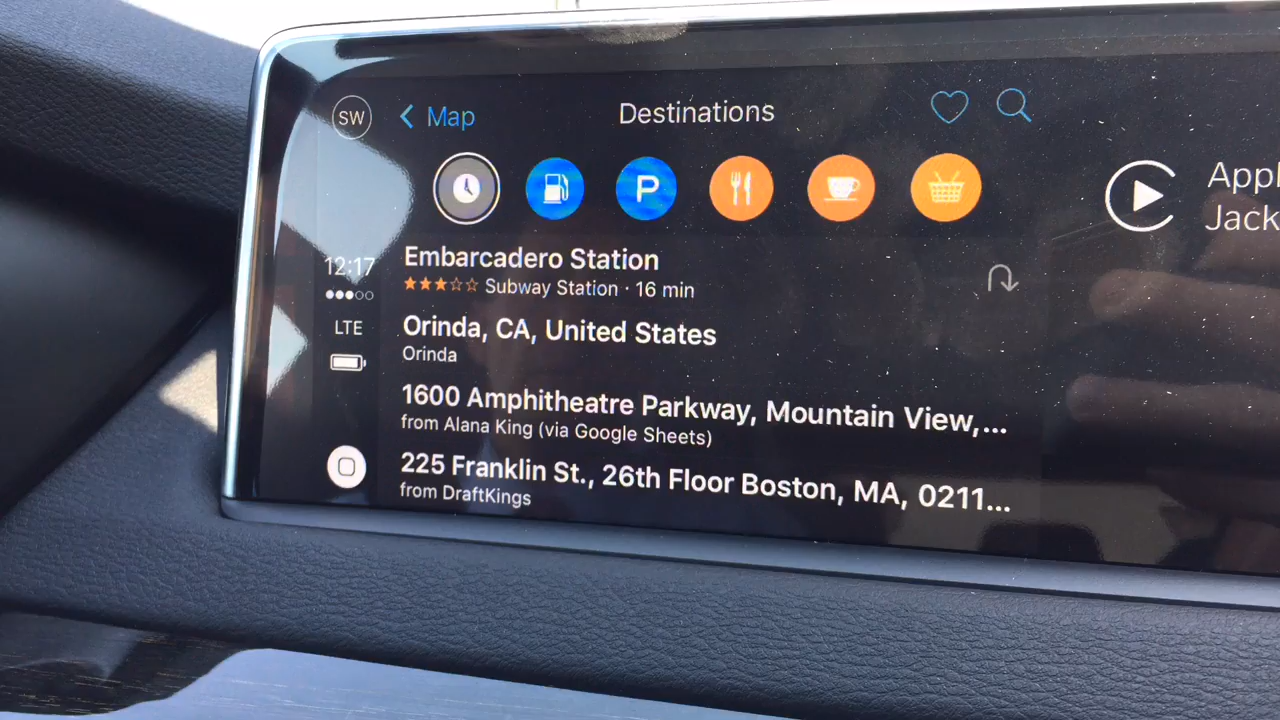 SW
Map
Destinations
P
Appl
Jack
12:17
LTE
Embarcadero Station
★★★☆☆ Subway Station · 16 min
Orinda, CA, United States
Orinda
1600 Amphitheatre Parkway, Mountain View,...
from Alana King (via Google Sheets)
225 Franklin St., 26th Floor Boston, MA, 0211...
from DraftKings